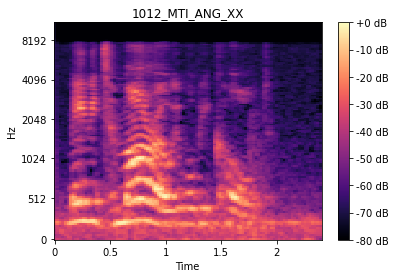 1012_MTI_ANG_XX
8192
4096
2048
1024
512
0
Hz
0
0.5
1
1.5
2
Time
+0 dB
-10 dB
-20 dB
-30 dB
-40 dB
-50 dB
-60 dB
-70 dB
-80 dB